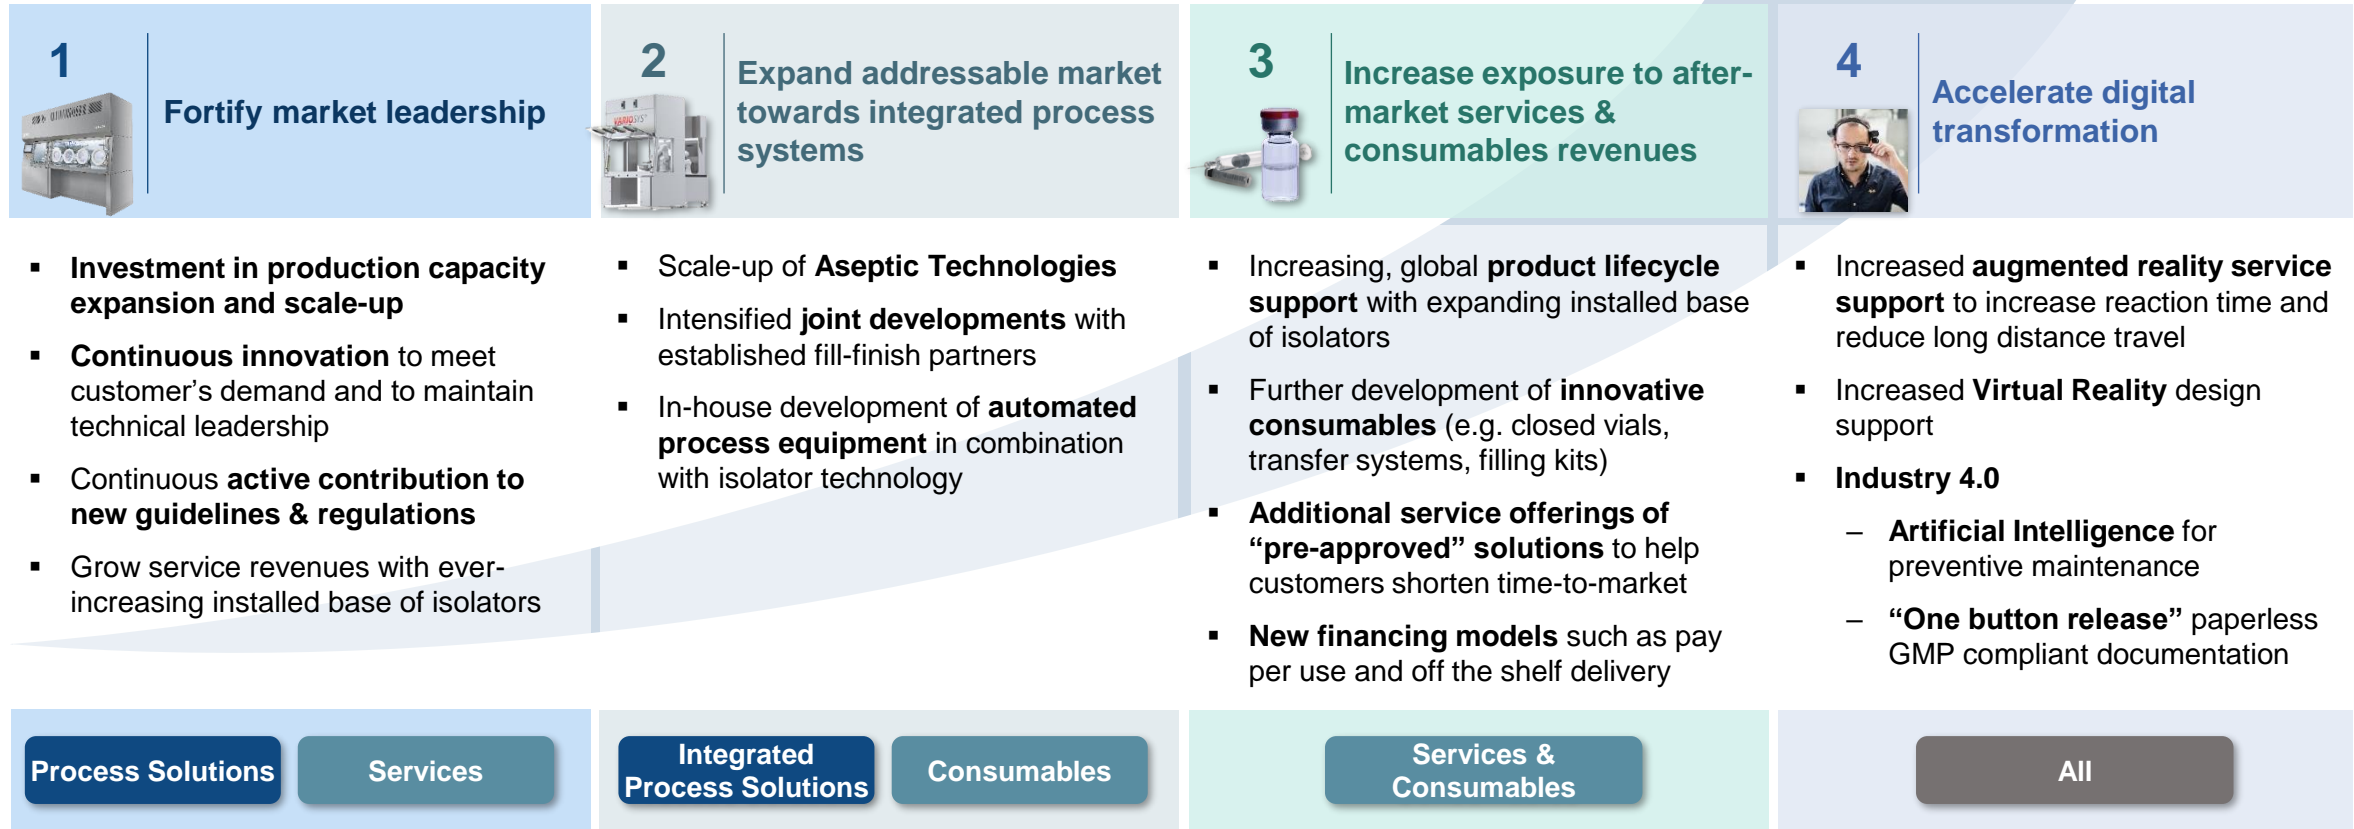 1
Fortify market leadership
▪ Investment in production capacity
expansion and scale-up
▪ Continuous innovation to meet
customer’s demand and to maintain
technical leadership
▪ Continuous active contribution to
new guidelines & regulations
▪ Grow service revenues with ever-
increasing installed base of isolators
Process Solutions
Services
2
VARIOSYS
Expand addressable market
towards integrated process
systems
▪ Scale-up of Aseptic Technologies
▪ Intensified joint developments with
established fill-finish partners
▪ In-house development of automated
process equipment in combination
with isolator technology
Integrated
Process Solutions
Consumables
3
Increase exposure to after-
market services &
consumables revenues
▪ Increasing, global product lifecycle
support with expanding installed base
of isolators
▪ Further development of innovative
consumables (e.g. closed vials,
transfer systems, filling kits)
▪ Additional service offerings of
“pre-approved” solutions to help
customers shorten time-to-market
▪ New financing models such as pay
per use and off the shelf delivery
Services &
Consumables
4
Accelerate digital
transformation
▪ Increased augmented reality service
support to increase reaction time and
reduce long distance travel
▪ Increased Virtual Reality design
support
▪ Industry 4.0
– Artificial Intelligence for
preventive maintenance
– “One button release” paperless
GMP compliant documentation
All